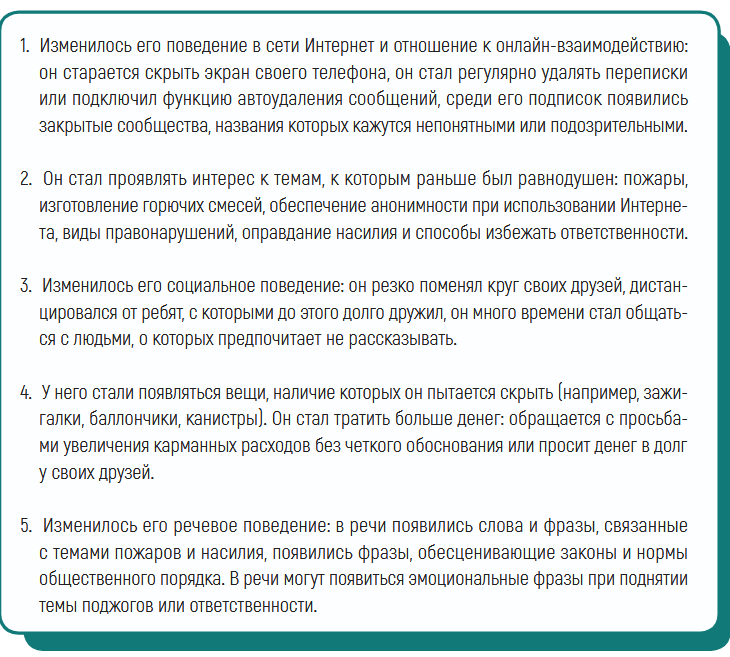 1. Изменилось его поведение в сети Интернет и отношение к онлайн-взаимодействию:
он старается скрыть экран своего телефона, он стал регулярно удалять переписки
или подключил функцию автоудаления сообщений, среди его подписок появились
закрытые сообщества, названия которых кажутся непонятными или подозрительными.
2. Он стал проявлять интерес к темам, к которым раньше был равнодушен: пожары,
изготовление горючих смесей, обеспечение анонимности при использовании Интерне-
та, виды правонарушений, оправдание насилия и способы избежать ответственности.
3. Изменилось его социальное поведение: он резко поменял круг своих друзей, дистан-
цировался от ребят, с которыми до этого долго дружил, он много времени стал общать-
ся с людьми, о которых предпочитает не рассказывать.
4. У него стали появляться вещи, наличие которых он пытается скрыть (например, зажи-
галки, баллончики, канистры). Он стал тратить больше денег: обращается с просьба-
ми увеличения карманных расходов без четкого обоснования или просит денег в долг
у своих друзей.
5. Изменилось его речевое поведение: в речи появились слова и фразы, связанные
с темами пожаров и насилия, появились фразы, обесценивающие законы и нормы
общественного порядка. В речи могут появиться эмоциональные фразы при поднятии
темы поджогов или ответственности.